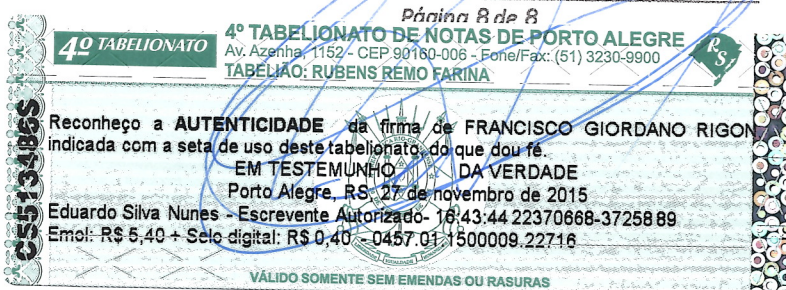 Página 8 de 8
4º TABELIONATO
4º TABELIONATO DE NOTAS DE PORTO ALEGRE
Av. Azenha, 1152 - CEP 90160-006 - Fone/Fax: (51) 3230-9900
TABELIÃO: RUBENS REMO FARINA
RS
C5513486S
Reconheço a AUTENTICIDADE da firma de FRANCISCO GIORDANO RIGON
indicada com a seta de uso deste tabelionato, do que dou fé.
EM TESTEMUNHO DA VERDADE
Porto Alegre, RS, 27 de novembro de 2015
Eduardo Silva Nunes - Escrevente Autorizado- 16:43:44 22370668-3725889
Emol: R$ 5,40 + Selo digital: R$ 0,40 - 0457.01.1500009.22716
VÁLIDO SOMENTE SEM EMENDAS OU RASURAS